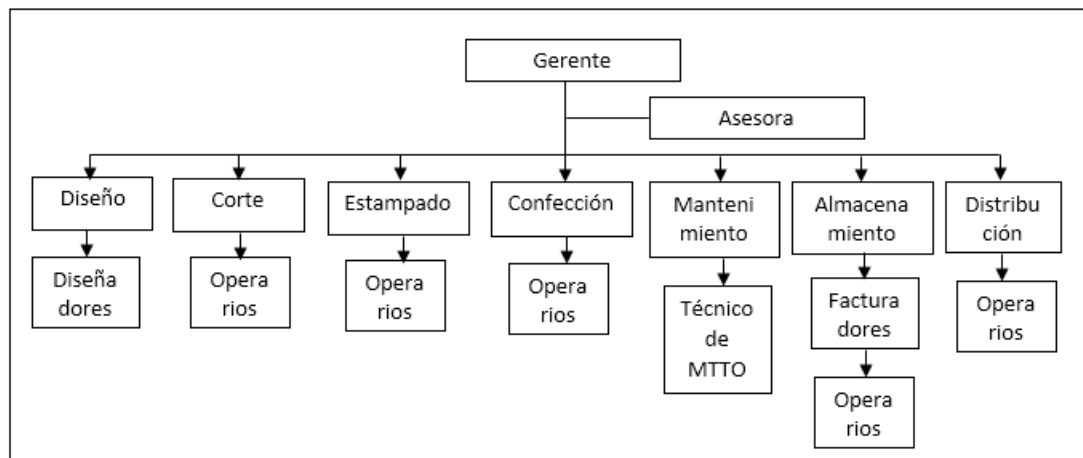 Gerente
Asesora
Diseño
Corte
Estampado
Confección
Manteni
miento
Almacena
miento
Distribu
ción
Diseña
dores
Opera
rios
Opera
rios
Opera
rios
Técnico
de
MTTO
Factura
dores
Opera
rios
Opera
rios